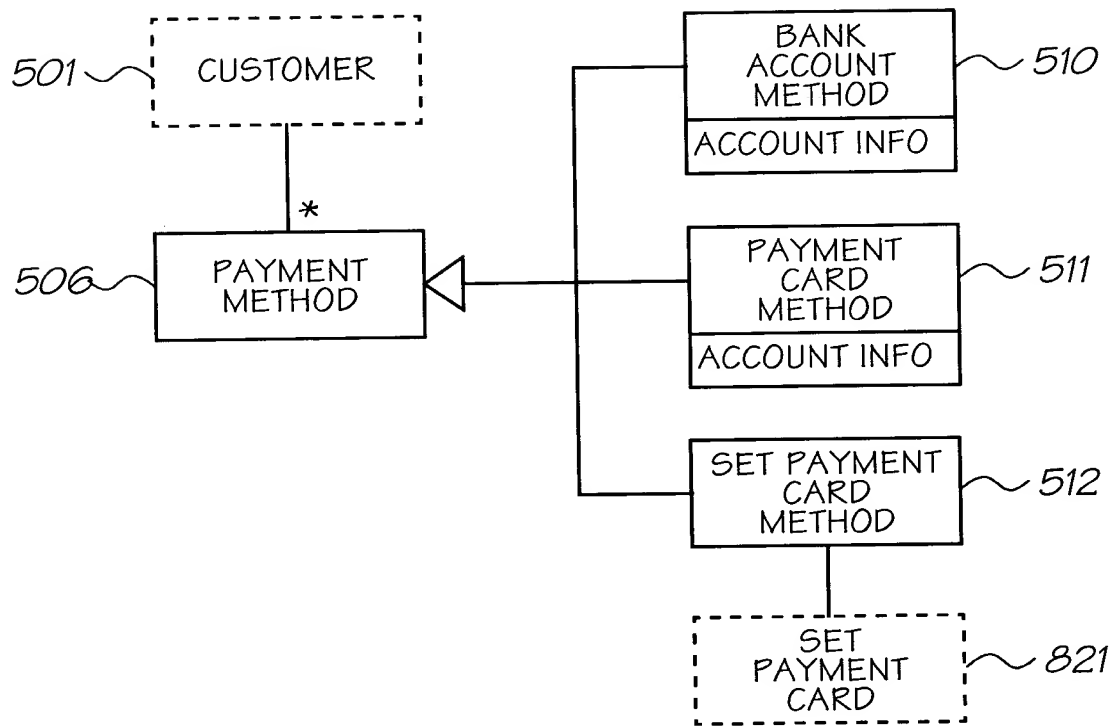 501
CUSTOMER
*
506
PAYMENT
METHOD
BANK
ACCOUNT
METHOD
ACCOUNT INFO
510
PAYMENT
CARD
METHOD
ACCOUNT INFO
511
SET PAYMENT
CARD
METHOD
512
SET
PAYMENT
CARD
821